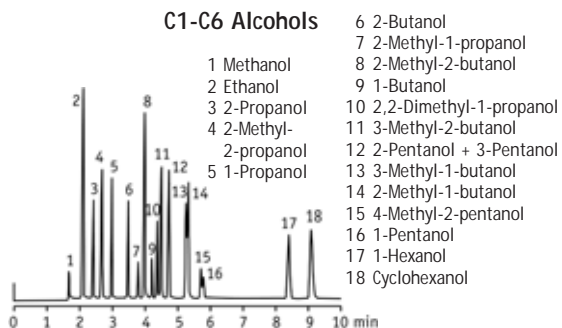 C1-C6 Alcohols
1 Methanol
2 Ethanol
3 2-Propanol
4 2-Methyl-
2-propanol
5 1-Propanol
6 2-Butanol
7 2-Methyl-1-propanol
8 2-Methyl-2-butanol
9 1-Butanol
10 2,2-Dimethyl-1-propanol
11 3-Methyl-2-butanol
12 2-Pentanol + 3-Pentanol
13 3-Methyl-1-butanol
14 2-Methyl-1-butanol
15 4-Methyl-2-pentanol
16 1-Pentanol
17 1-Hexanol
18 Cyclohexanol
1
2
3
4
5
6
7
8
9
10
11
12
13
14
15
16
17
18
0 1 2 3 4 5 6 7 8 9 10 min